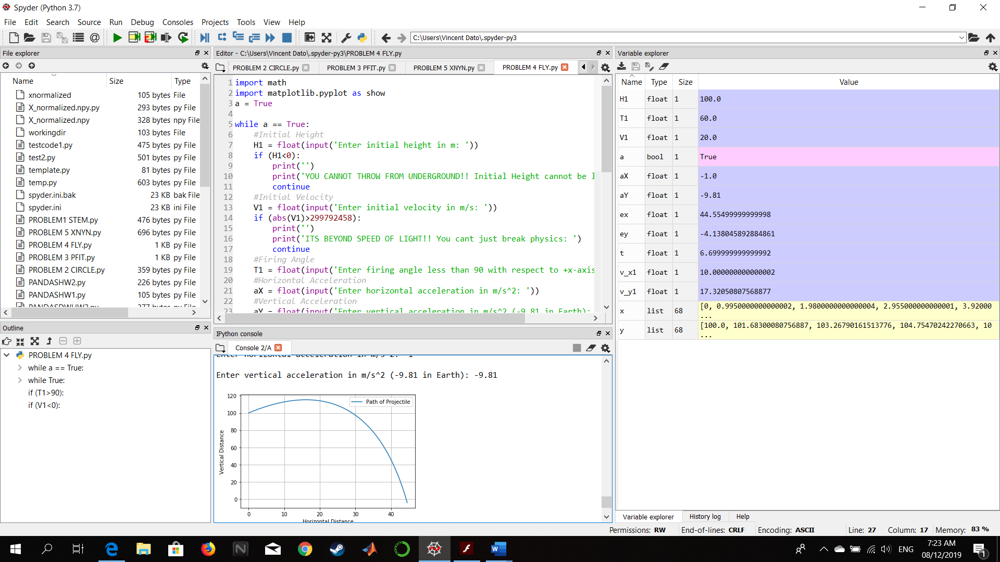 Spyder (Python 3.7)
File Edit Search Source Run Debug Consoles Projects Tools View Help
C:\Users\Vincent Dato\.spyder-py3
File explorer
Name Size Type
xnormalized 105 bytes File
X_normalized.npy.py 293 bytes py File
X_normalized.npy 328 bytes npy File
workingdir 103 bytes File
testcode1.py 475 bytes py File
test2.py 501 bytes py File
template.py 81 bytes py File
temp.py 603 bytes py File
spyder.ini.bak 23 KB bak File
spyder.ini 23 KB ini File
PROBLEM1 STEM.py 476 bytes py File
PROBLEM 5 XNYN.py 696 bytes py File
PROBLEM 4 FLY.py 1 KB py File
PROBLEM 3 PFIT.py 1 KB py File
PROBLEM 2 CIRCLE.py 359 bytes py File
PANDASHW2.py 226 bytes py File
PANDASHW1.py 105 bytes py File
Outline
PROBLEM 4 FLY.py
while a == True:
while True:
if (T1>90):
if (V1<0):
Editor - C:\Users\Vincent Dato\.spyder-py3\PROBLEM 4 FLY.py
PROBLEM 2 CIRCLE.py PROBLEM 3 PFIT.py PROBLEM 5 XNYN.py PROBLEM 4 FLY.py
1 import math
2 import matplotlib.pyplot as show
3 a = True
4
5 while a == True:
6 #Initial Height
7 H1 = float(input('Enter initial height in m: '))
8 if (H1<0):
9 print('')
10 print('YOU CANNOT THROW FROM UNDERGROUND!! Initial Height cannot be l
11 continue
12 #Initial Velocity
13 V1 = float(input('Enter initial velocity in m/s: '))
14 if (abs(V1)>299792458):
15 print('')
16 print('ITS BEYOND SPEED OF LIGHT!! You cant just break physics: ')
17 continue
18 #Firing Angle
19 T1 = float(input('Enter firing angle less than 90 with respect to +x-axis
20 #Horizontal Acceleration
21 aX = float(input('Enter horizontal acceleration in m/s^2: '))
22 #Vertical Acceleration
23 aY = float(input('Enter vertical acceleration in m/s^2 (-9.81 in Earth):
IPython console
Console 2/A
Enter horizontal acceleration in m/s^2: -1
Enter vertical acceleration in m/s^2 (-9.81 in Earth): -9.81
Path of Projectile
120
100
80
60
40
20
0
Vertical Distance
0 10 20 30 40
Horizontal Distance
Variable explorer
Name Type Size Value
H1 float 1 100.0
T1 float 1 60.0
V1 float 1 20.0
a bool 1 True
aX float 1 -1.0
aY float 1 -9.81
ex float 1 44.55499999999998
ey float 1 -4.138045892884861
t float 1 6.699999999999992
v_x1 float 1 10.000000000000002
v_y1 float 1 17.32050807568877
x list 68 [0, 0.9950000000000002, 1.9800000000000004, 2.955000000000001, 3.92000
...
y list 68 [100.0, 101.68300080756887, 103.26790161513776, 104.75470242270663, 10
...
Variable explorer History log Help
Permissions: RW End-of-lines: CRLF Encoding: ASCII Line: 27 Column: 17 Memory: 83 %
ENG
7:23 AM
08/12/2019
1